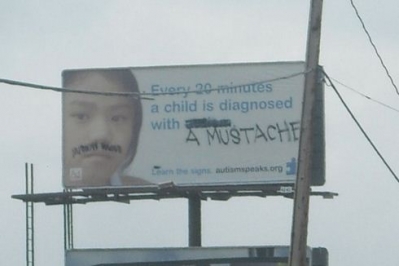 Every 20 minutes
a child is diagnosed
with
A MUSTACHE
Learn the signs. autismspeaks.org